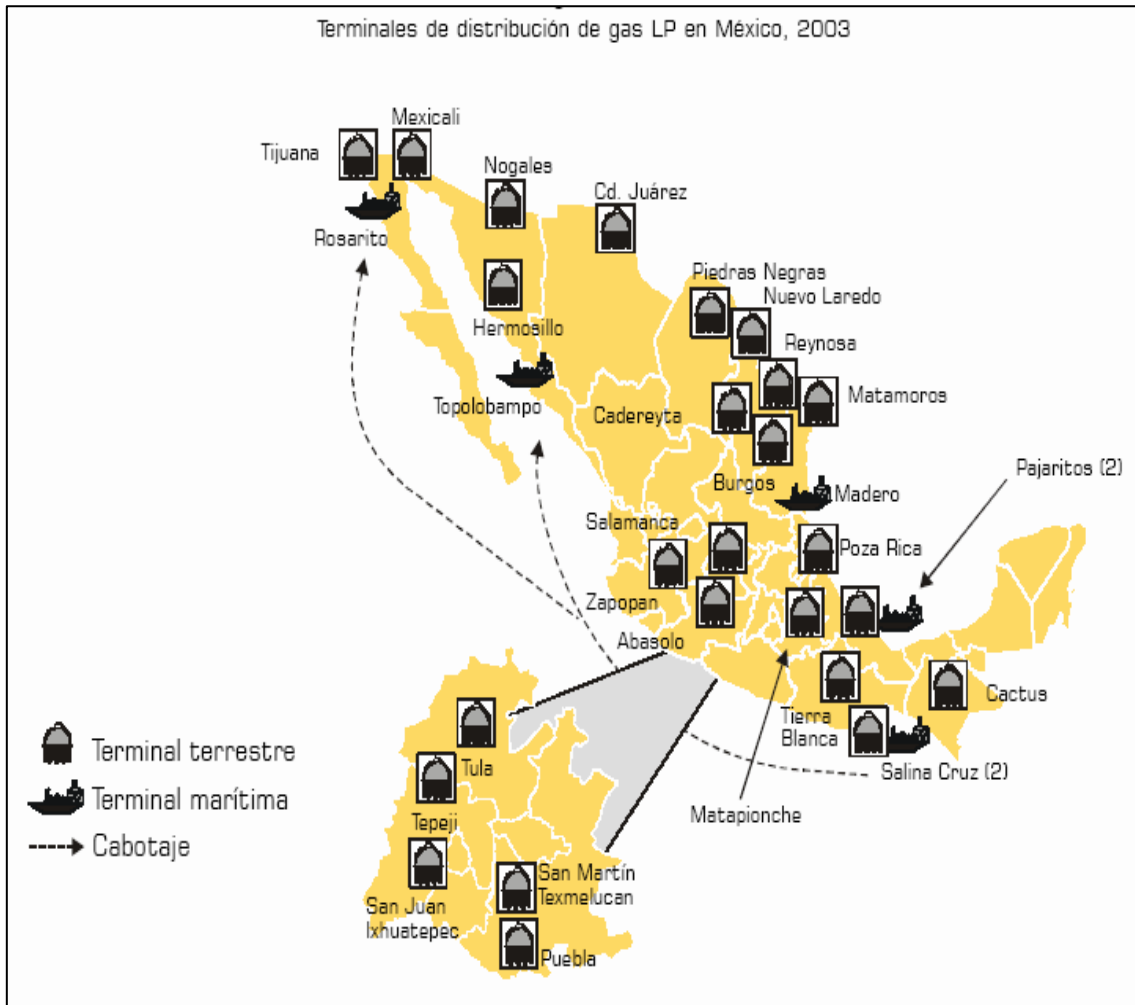 Terminales de distribución de gas LP en México, 2003
Mexicali
Tijuana
Nogales
Cd. Juárez
Rosarito
Piedras Negras
Nuevo Laredo
Hermosillo
Reynosa
Topolobampo
Matamoros
Cadereyta
Pajaritos (2)
Burgos
Madero
Salamanca
Poza Rica
Zapopan
Abasolo
Cactus
Tierra
Blanca
Salina Cruz (2)
Matapionche
Terminal terrestre
Terminal marítima
Cabotaje
Tula
Tepeji
San Juan
Ixhuatepec
San Martín
Texmelucan
Puebla